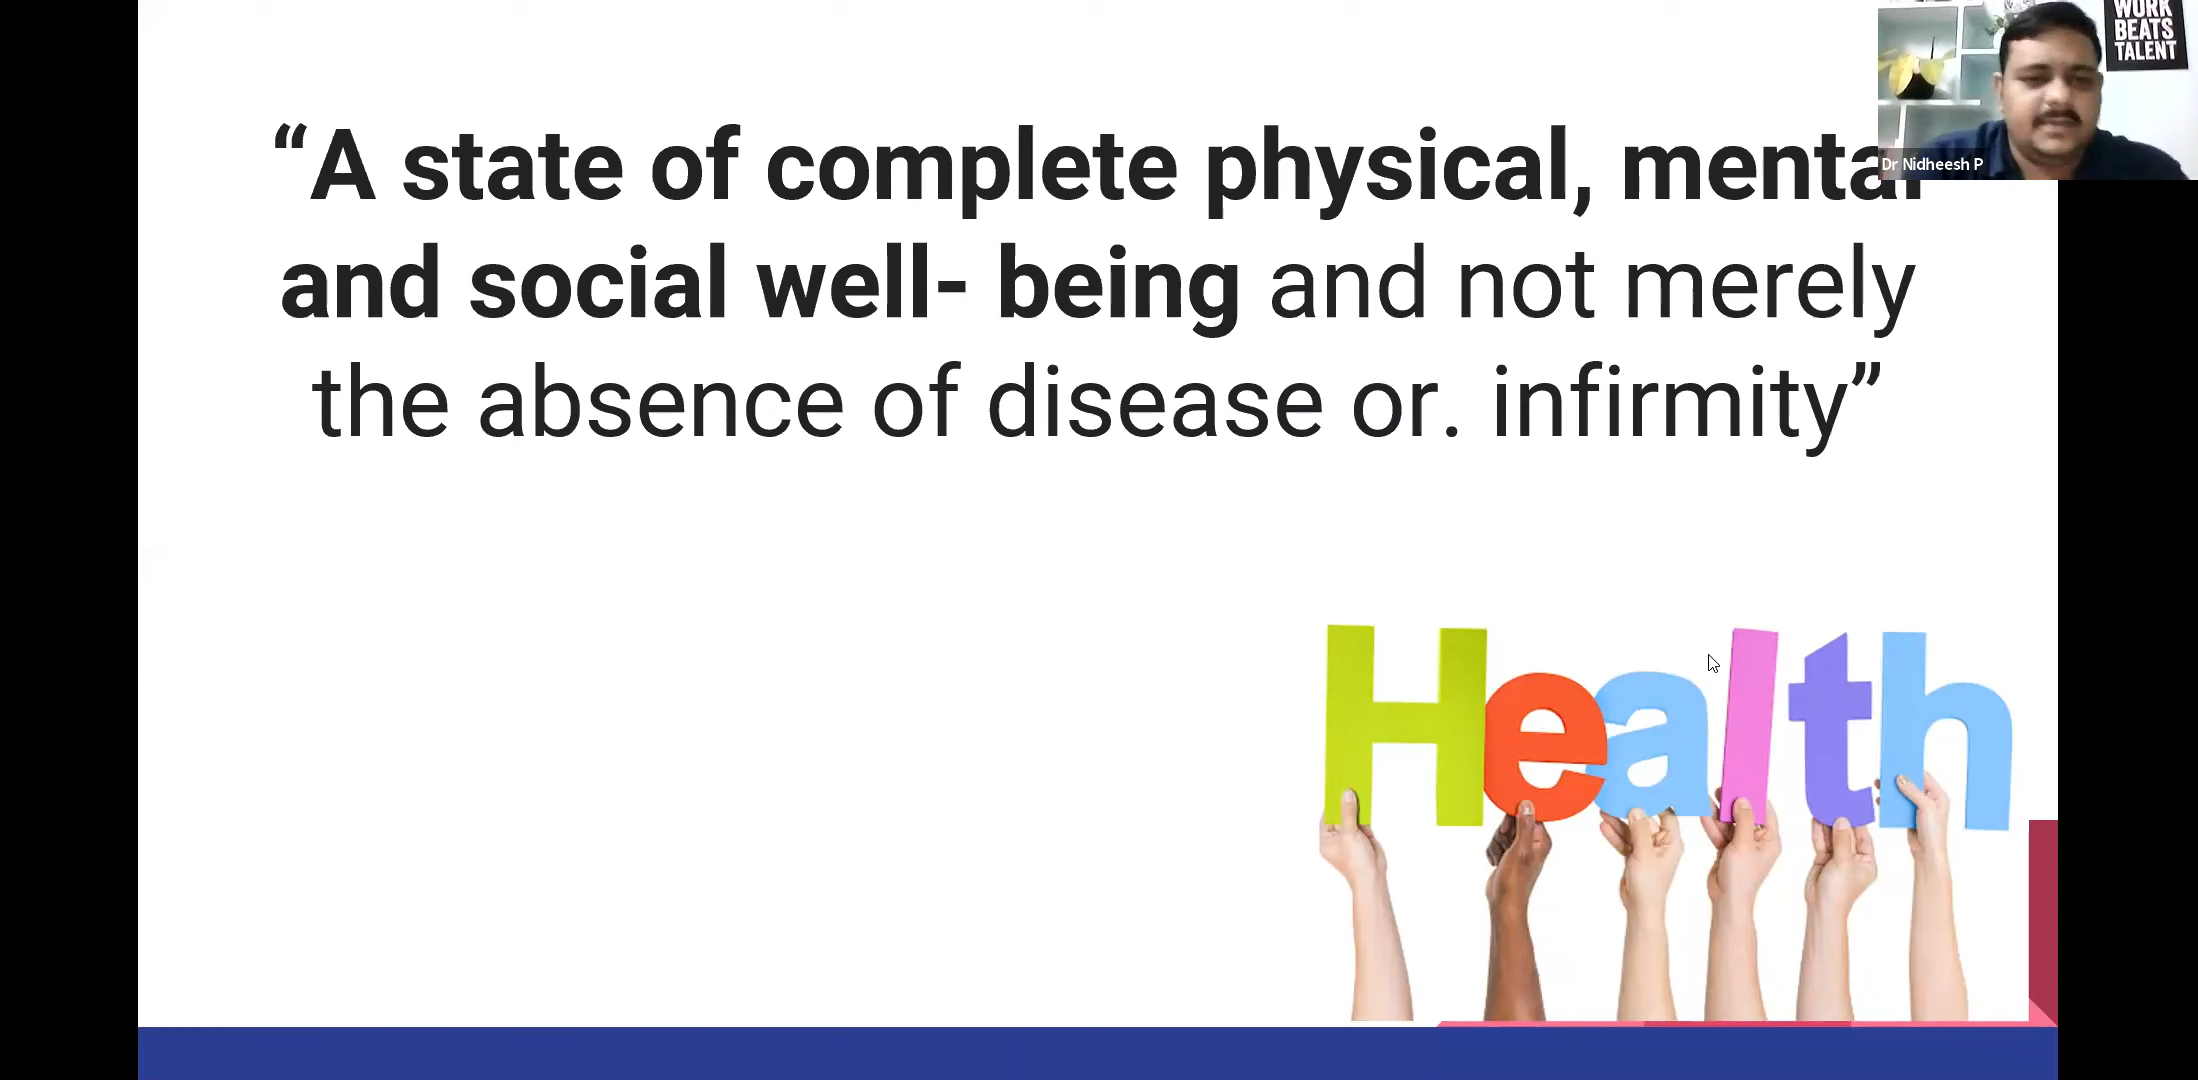 “A state of complete physical, mental
and social well- being and not merely
the absence of disease or. infirmity”
Health
WORK
BEATS
TALENT
Dr Nidheesh P